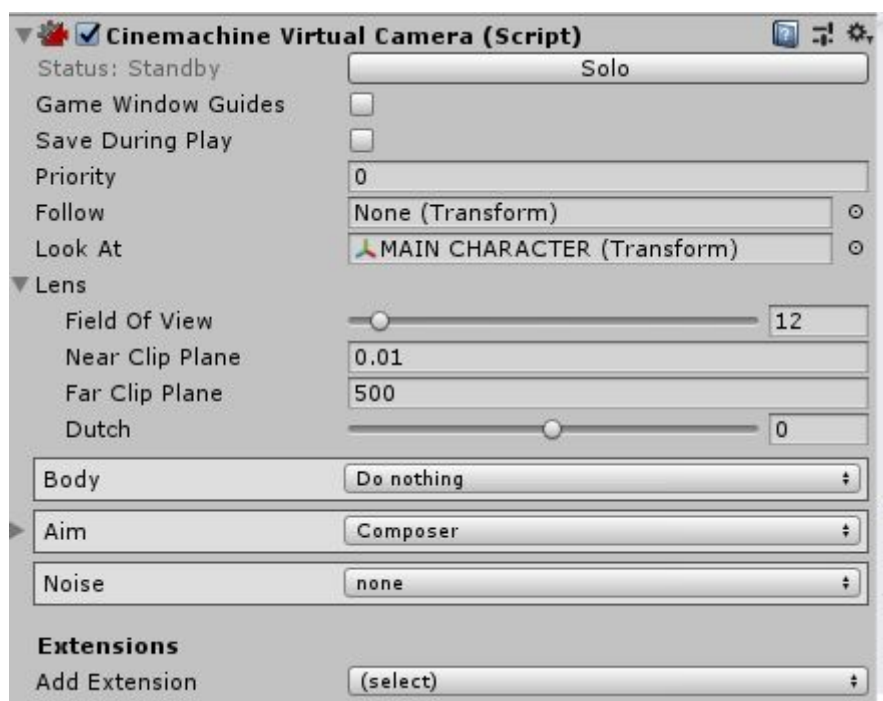 Cinemachine Virtual Camera (Script)
Status: Standby Solo
Game Window Guides
Save During Play
Priority 0
Follow None (Transform)
Look At MAIN CHARACTER (Transform)
Lens
Field Of View 12
Near Clip Plane 0.01
Far Clip Plane 500
Dutch 0
Body Do nothing
Aim Composer
Noise none
Extensions
Add Extension (select)